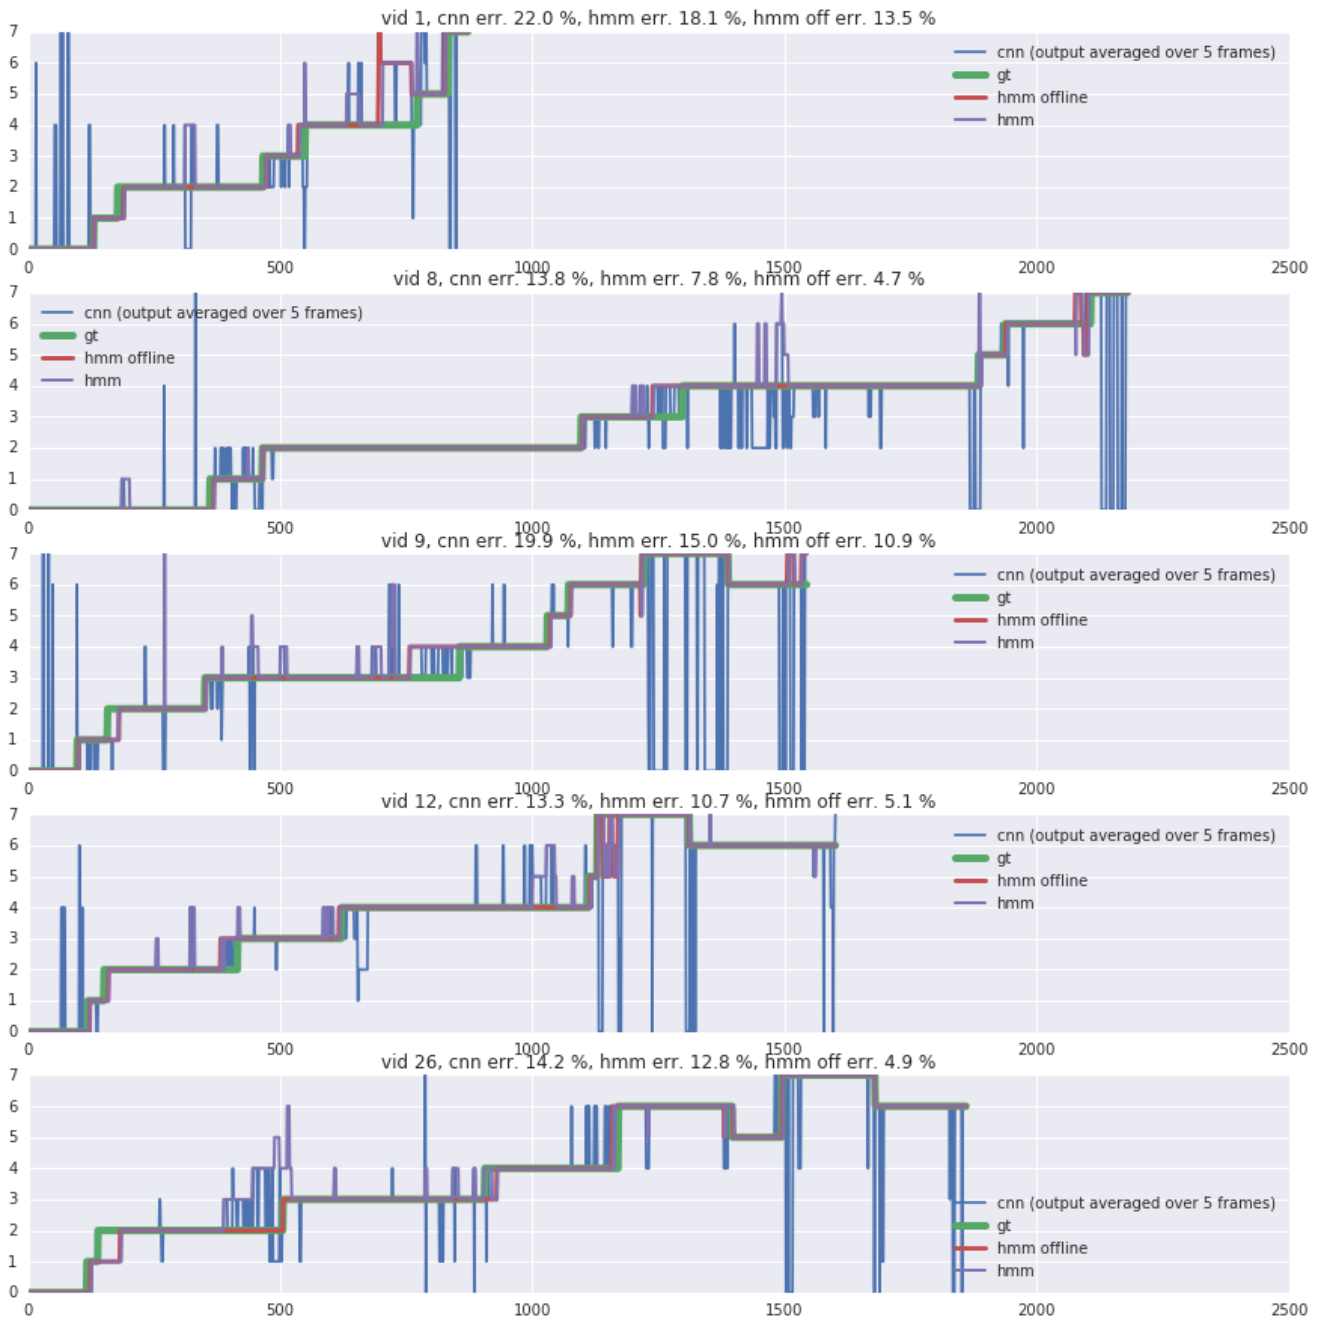 vid 1, cnn err. 22.0 %, hmm err. 18.1 %, hmm off err. 13.5 %
7
6
5
4
3
2
1
0
cnn (output averaged over 5 frames)
gt
hmm offline
hmm
0 500 1000 1500 2000 2500
vid 8, cnn err. 13.8 %, hmm err. 7.8 %, hmm off err. 4.7 %
7
6
5
4
3
2
1
0
cnn (output averaged over 5 frames)
gt
hmm offline
hmm
0 500 1000 1500 2000 2500
vid 9, cnn err. 19.9 %, hmm err. 15.0 %, hmm off err. 10.9 %
7
6
5
4
3
2
1
0
cnn (output averaged over 5 frames)
gt
hmm offline
hmm
0 500 1000 1500 2000 2500
vid 12, cnn err. 13.3 %, hmm err. 10.7 %, hmm off err. 5.1 %
7
6
5
4
3
2
1
0
cnn (output averaged over 5 frames)
gt
hmm offline
hmm
0 500 1000 1500 2000 2500
vid 26, cnn err. 14.2 %, hmm err. 12.8 %, hmm off err. 4.9 %
7
6
5
4
3
2
1
0
cnn (output averaged over 5 frames)
gt
hmm offline
hmm
0 500 1000 1500 2000 2500